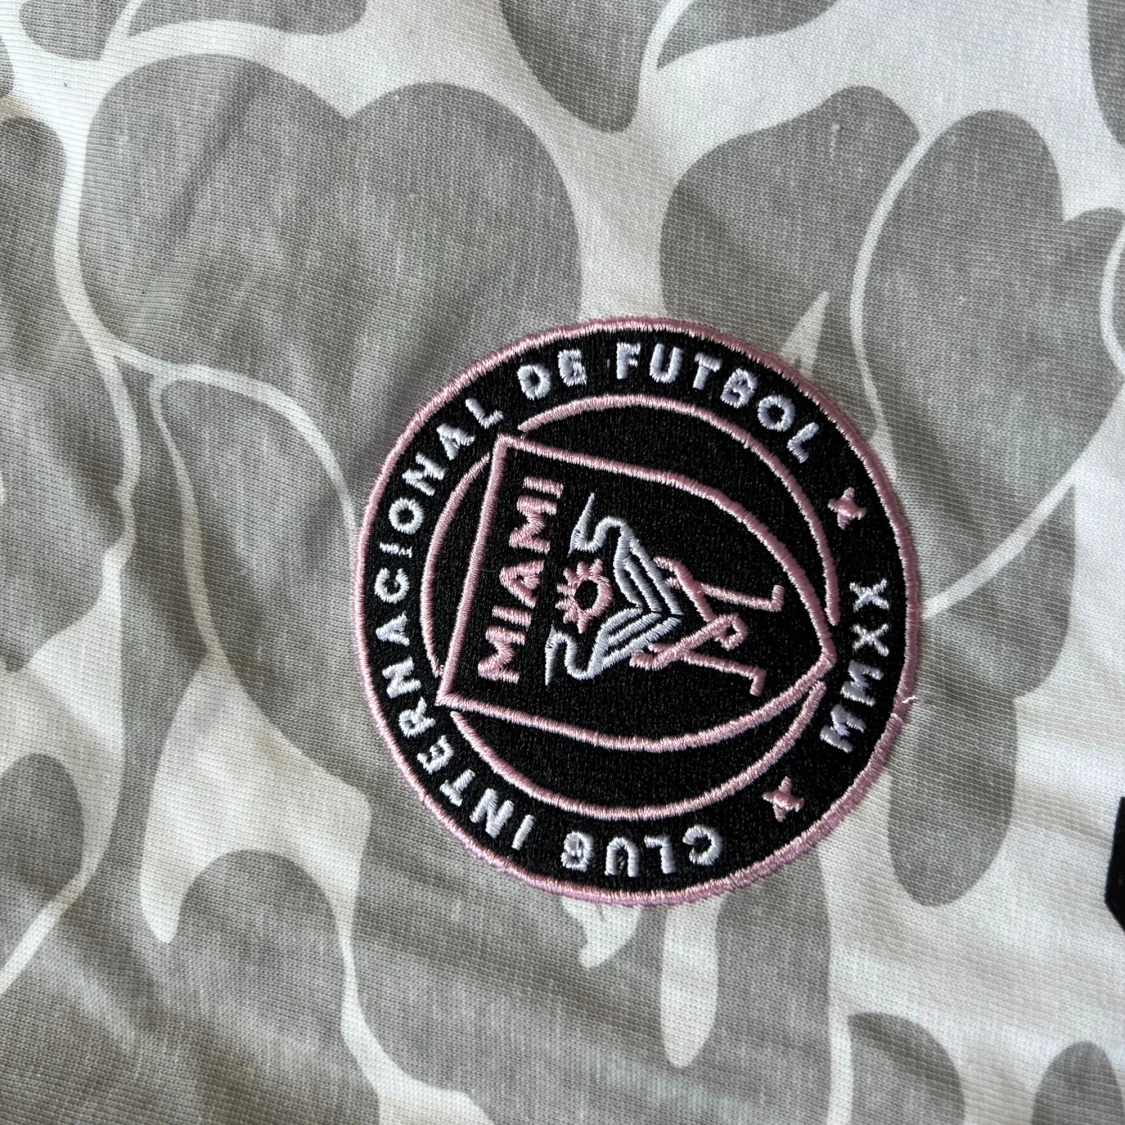 CLUB INTERNACIONAL DE FUTBOL
MIAMI
MMXX